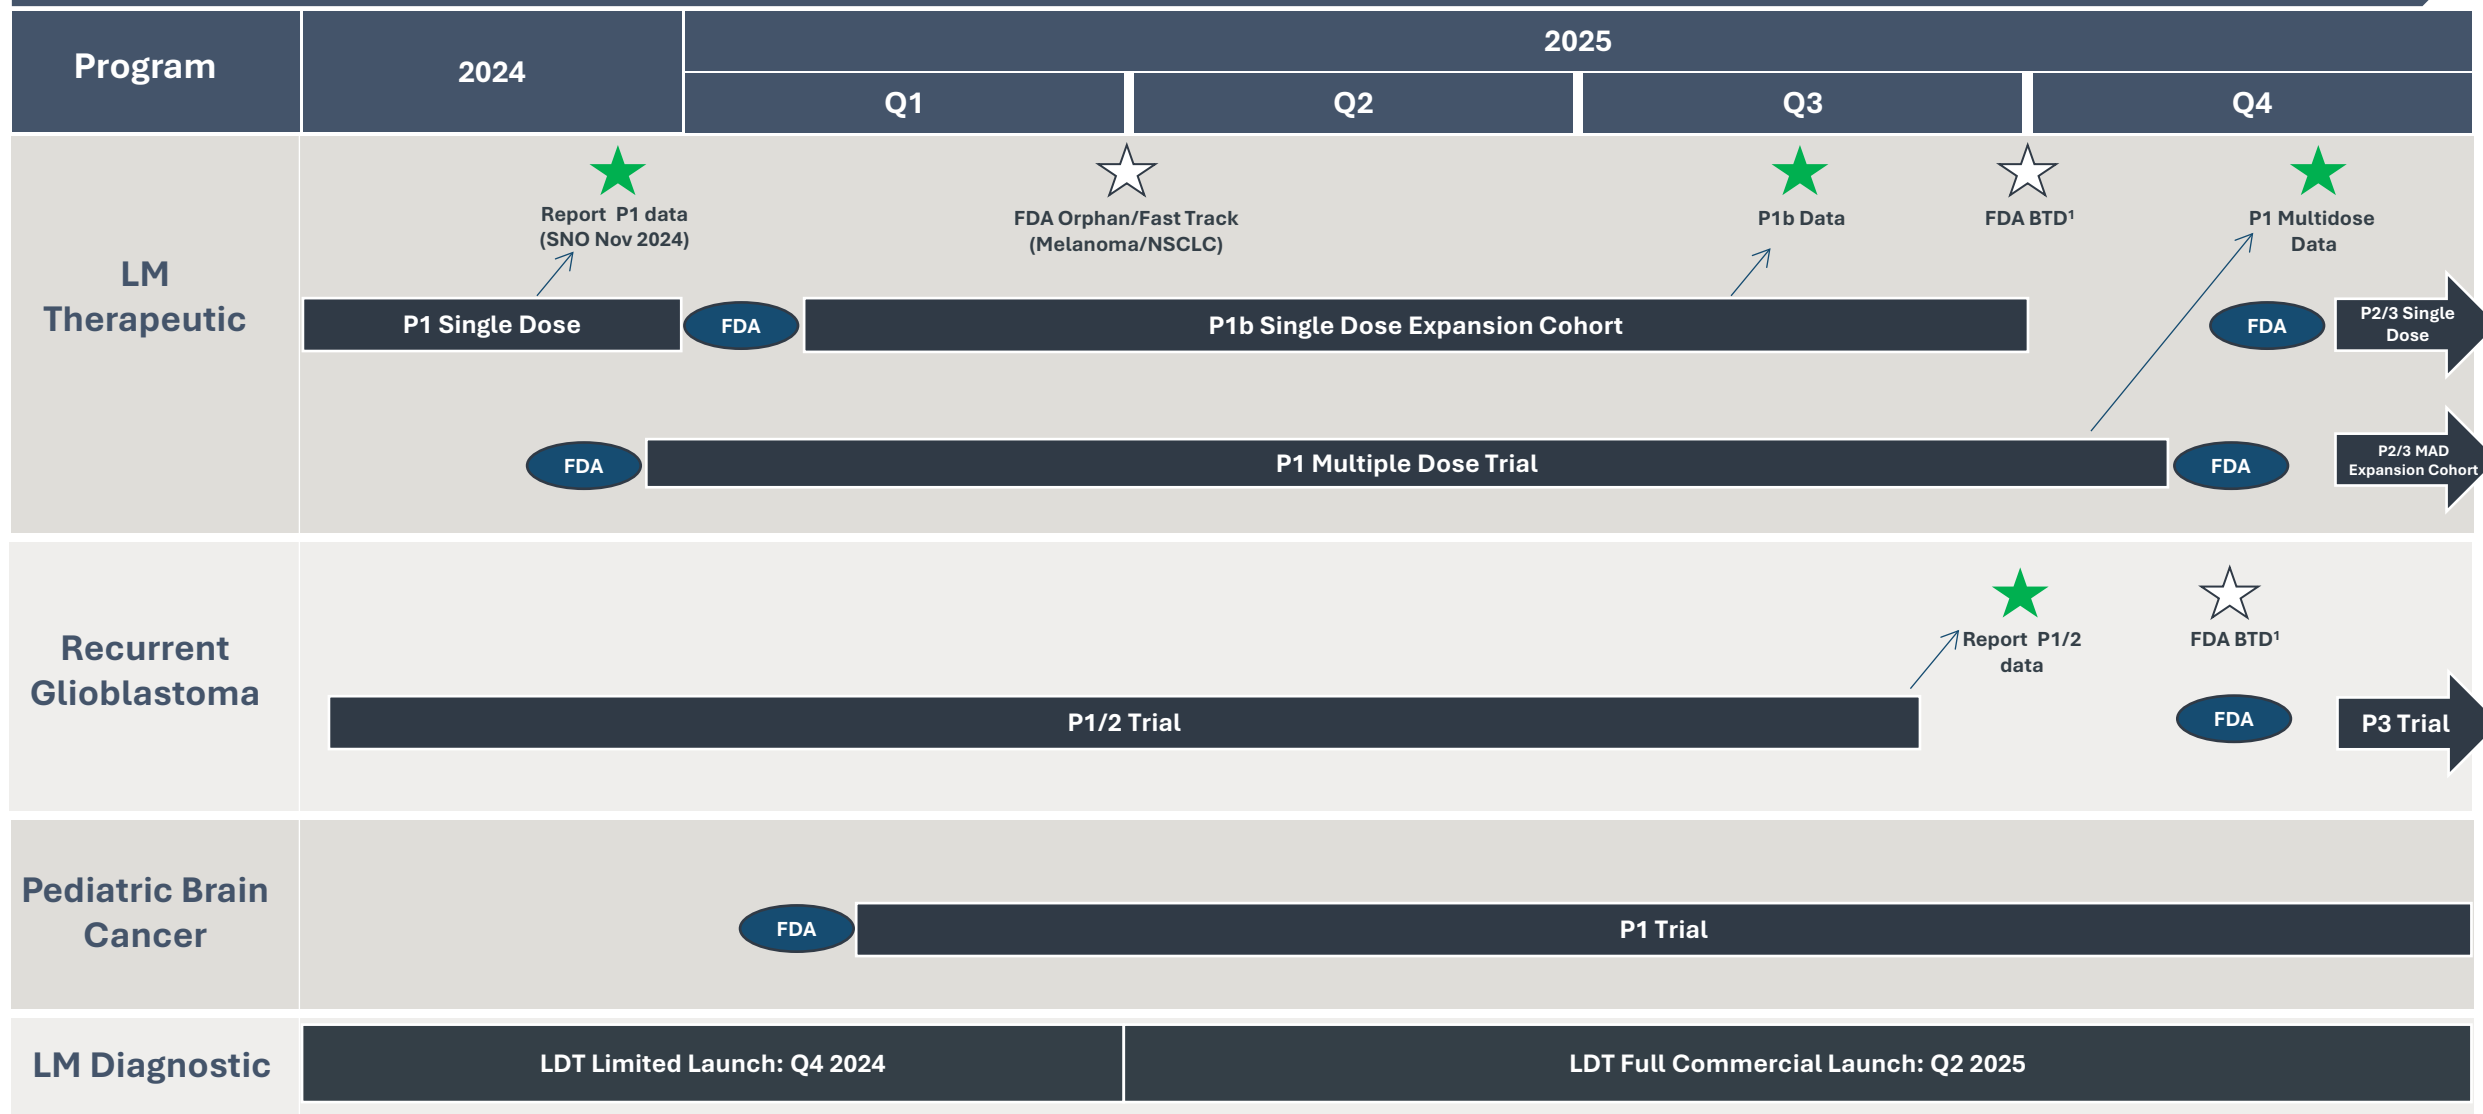 Program
2024
2025
Q1
Q2
Q3
Q4
LM
Therapeutic
Report P1 data
(SNO Nov 2024)
FDA Orphan/Fast Track
(Melanoma/NSCLC)
P1b Data
FDA BTD¹
P1 Multidose
Data
P1 Single Dose
FDA
P1b Single Dose Expansion Cohort
FDA
P2/3 Single
Dose
FDA
P1 Multiple Dose Trial
FDA
P2/3 MAD
Expansion Cohort
Recurrent
Glioblastoma
Report P1/2
data
FDA BTD¹
P1/2 Trial
FDA
P3 Trial
Pediatric Brain
Cancer
FDA
P1 Trial
LM Diagnostic
LDT Limited Launch: Q4 2024
LDT Full Commercial Launch: Q2 2025